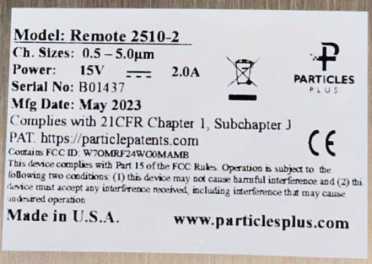 Model: Remote 2510-2
Ch. Sizes: 0.5 – 5.0µm
Power: 15V ⎓ 2.0A
Serial No: B01437
Mfg Date: May 2023
PARTICLES
PLUS
Complies with 21CFR Chapter 1, Subchapter J
PAT. https://particlepatents.com
Contains FCC ID: W7OMRF24WG0MAMB
This device complies with Part 15 of the FCC Rules. Operation is subject to the
following two conditions: (1) this device may not cause harmful interference and (2) this
device must accept any interference received, including interference that may cause
undesired operation
CE
Made in U.S.A. www.particlesplus.com